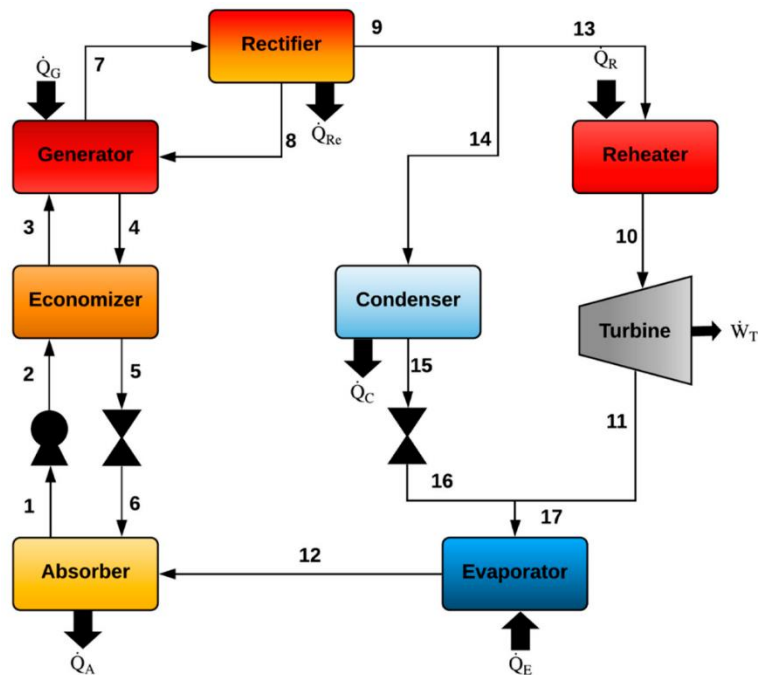 9
13
Rectifier
7
Q̇G
Q̇R
8
Q̇Re
14
Generator
Reheater
3
4
10
Economizer
Condenser
Turbine
ẆT
2
5
15
Q̇C
11
16
1
6
17
12
Absorber
Evaporator
Q̇A
Q̇E